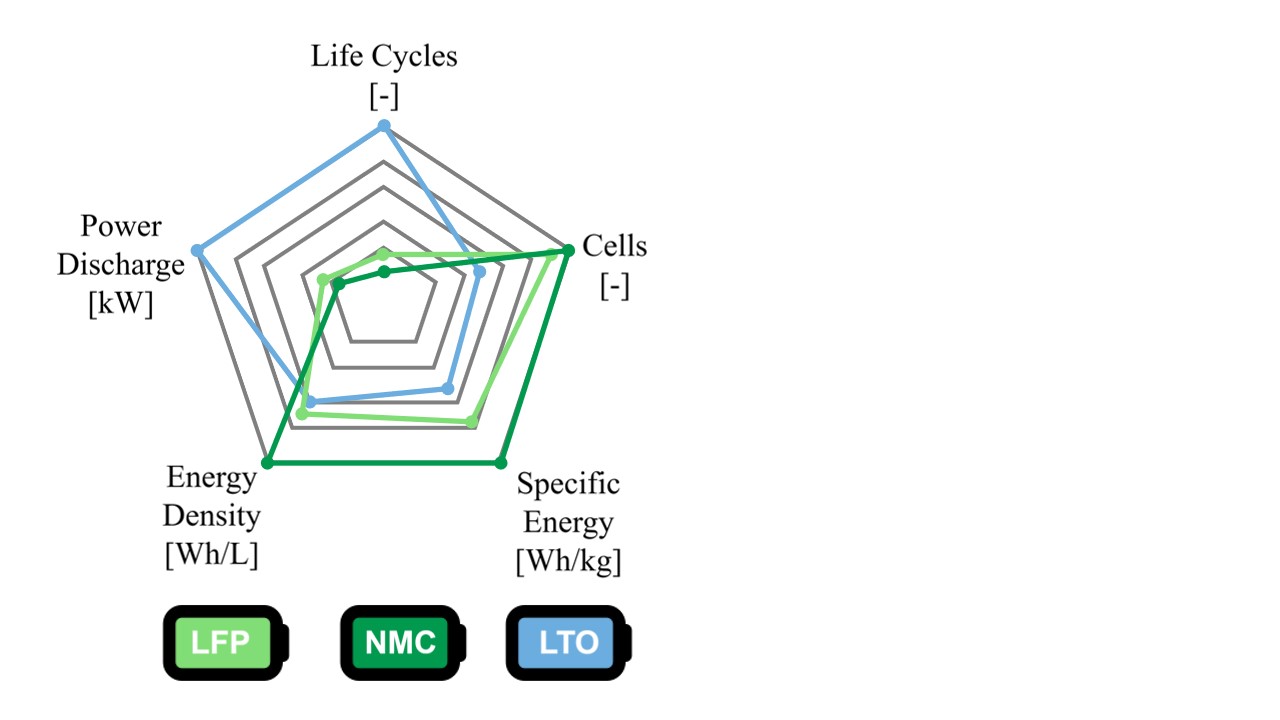 Life Cycles
[-]
Power
Discharge
[kW]
Cells
[-]
Energy
Density
[Wh/L]
Specific
Energy
[Wh/kg]
LFP
NMC
LTO